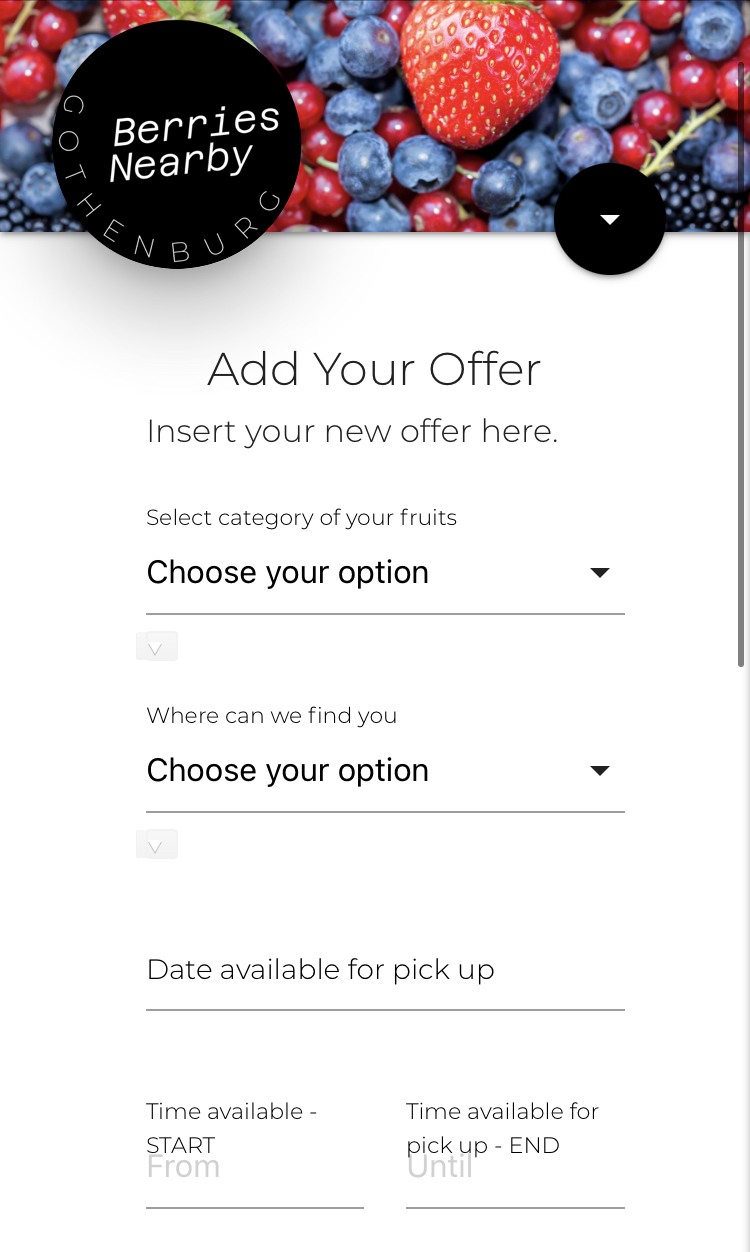 Berries
Nearby
GOTHENBURG
Add Your Offer
Insert your new offer here.
Select category of your fruits
Choose your option
Where can we find you
Choose your option
Date available for pick up
Time available -
START
From
Time available for
pick up - END
Until